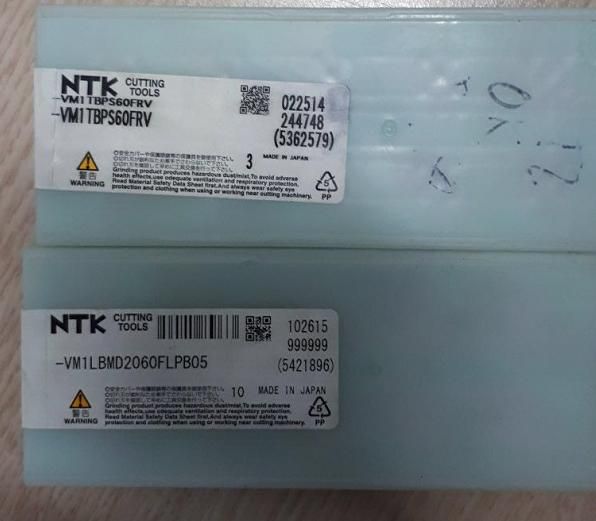 NTK CUTTING TOOLS
-VM1TBPS60FRV
-VM1TBPS60FRV
022514
244748
(5362579)
3 MADE IN JAPAN
警告
WARNING
Grinding product produces hazardous dust/mist.To avoid adverse
health effects,use edequate ventilation and respiratory protection.
Read Material Safety Data Sheet first.And always wear safety eye
protection and clothing when using or working near cutting machinery.
5
PP
NTK CUTTING TOOLS
102615
999999
-VM1LBMD2060FLPB05
(5421896)
10 MADE IN JAPAN
警告
WARNING
Grinding product produces hazardous dust/mist.To avoid adverse
health effects,use edequate ventilation and respiratory protection.
Read Material Safety Data Sheet first.And always wear safety eye
protection and clothing when using or working near cutting machinery.
5
PP